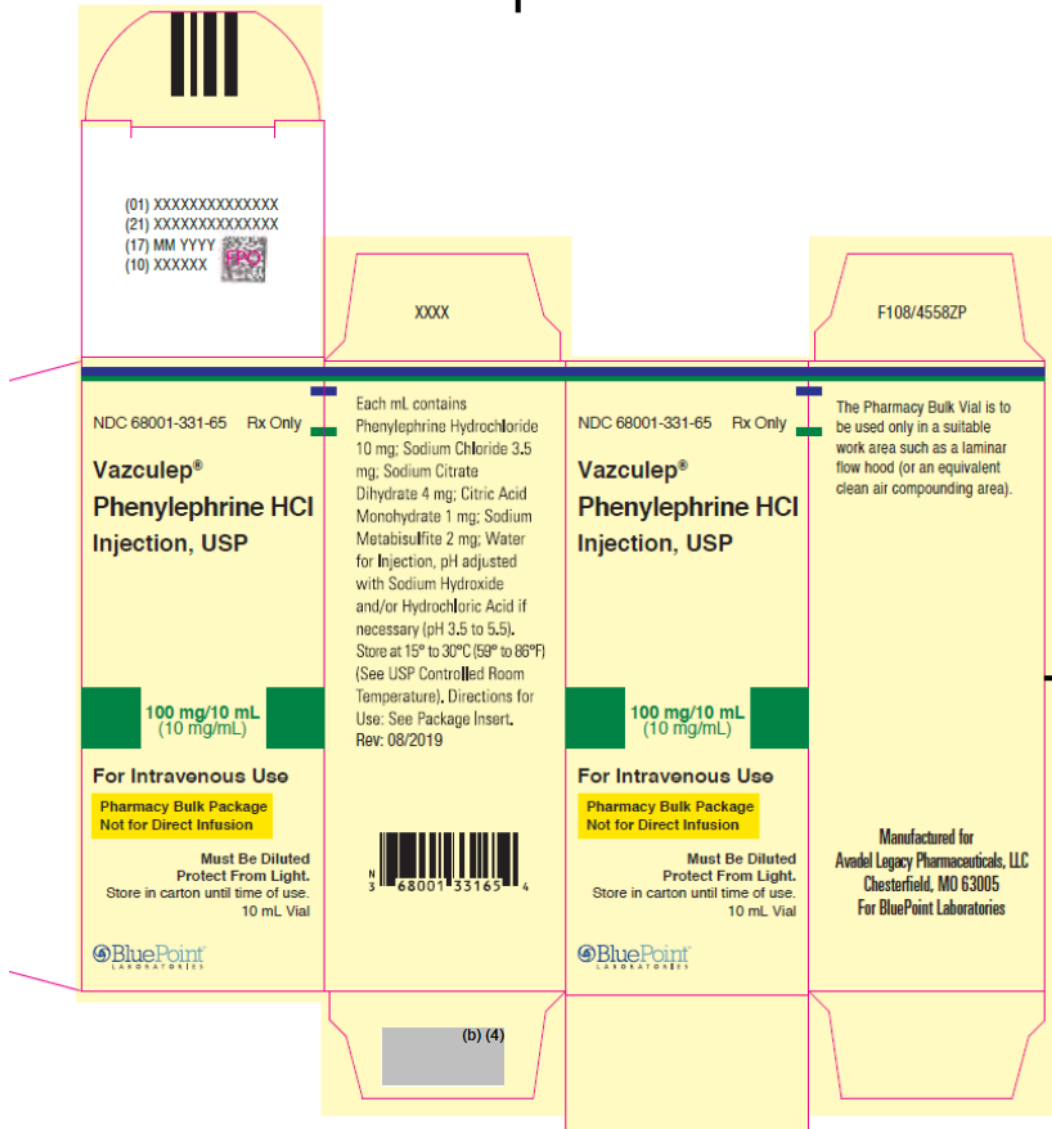 (01) XXXXXXXXXXXXXX
(21) XXXXXXXXXXXXXX
(17) MM YYYY
(10) XXXXXX
FPO
XXXX
F108/4558ZP
NDC 68001-331-65 Rx Only
Vazculep®
Phenylephrine HCl
Injection, USP
100 mg/10 mL
(10 mg/mL)
For Intravenous Use
Pharmacy Bulk Package
Not for Direct Infusion
Must Be Diluted
Protect From Light.
Store in carton until time of use.
10 mL Vial
BluePoint™
LABORATORIES
Each mL contains
Phenylephrine Hydrochloride
10 mg; Sodium Chloride 3.5
mg; Sodium Citrate
Dihydrate 4 mg; Citric Acid
Monohydrate 1 mg; Sodium
Metabisulfite 2 mg; Water
for Injection, pH adjusted
with Sodium Hydroxide
and/or Hydrochloric Acid if
necessary (pH 3.5 to 5.5).
Store at 15° to 30°C (59° to 86°F)
(See USP Controlled Room
Temperature). Directions for
Use: See Package Insert.
Rev: 08/2019
N
3 68001 33165 4
(b) (4)
NDC 68001-331-65 Rx Only
Vazculep®
Phenylephrine HCl
Injection, USP
100 mg/10 mL
(10 mg/mL)
For Intravenous Use
Pharmacy Bulk Package
Not for Direct Infusion
Must Be Diluted
Protect From Light.
Store in carton until time of use.
10 mL Vial
BluePoint™
LABORATORIES
The Pharmacy Bulk Vial is to
be used only in a suitable
work area such as a laminar
flow hood (or an equivalent
clean air compounding area).
Manufactured for
Avadel Legacy Pharmaceuticals, LLC
Chesterfield, MO 63005
For BluePoint Laboratories